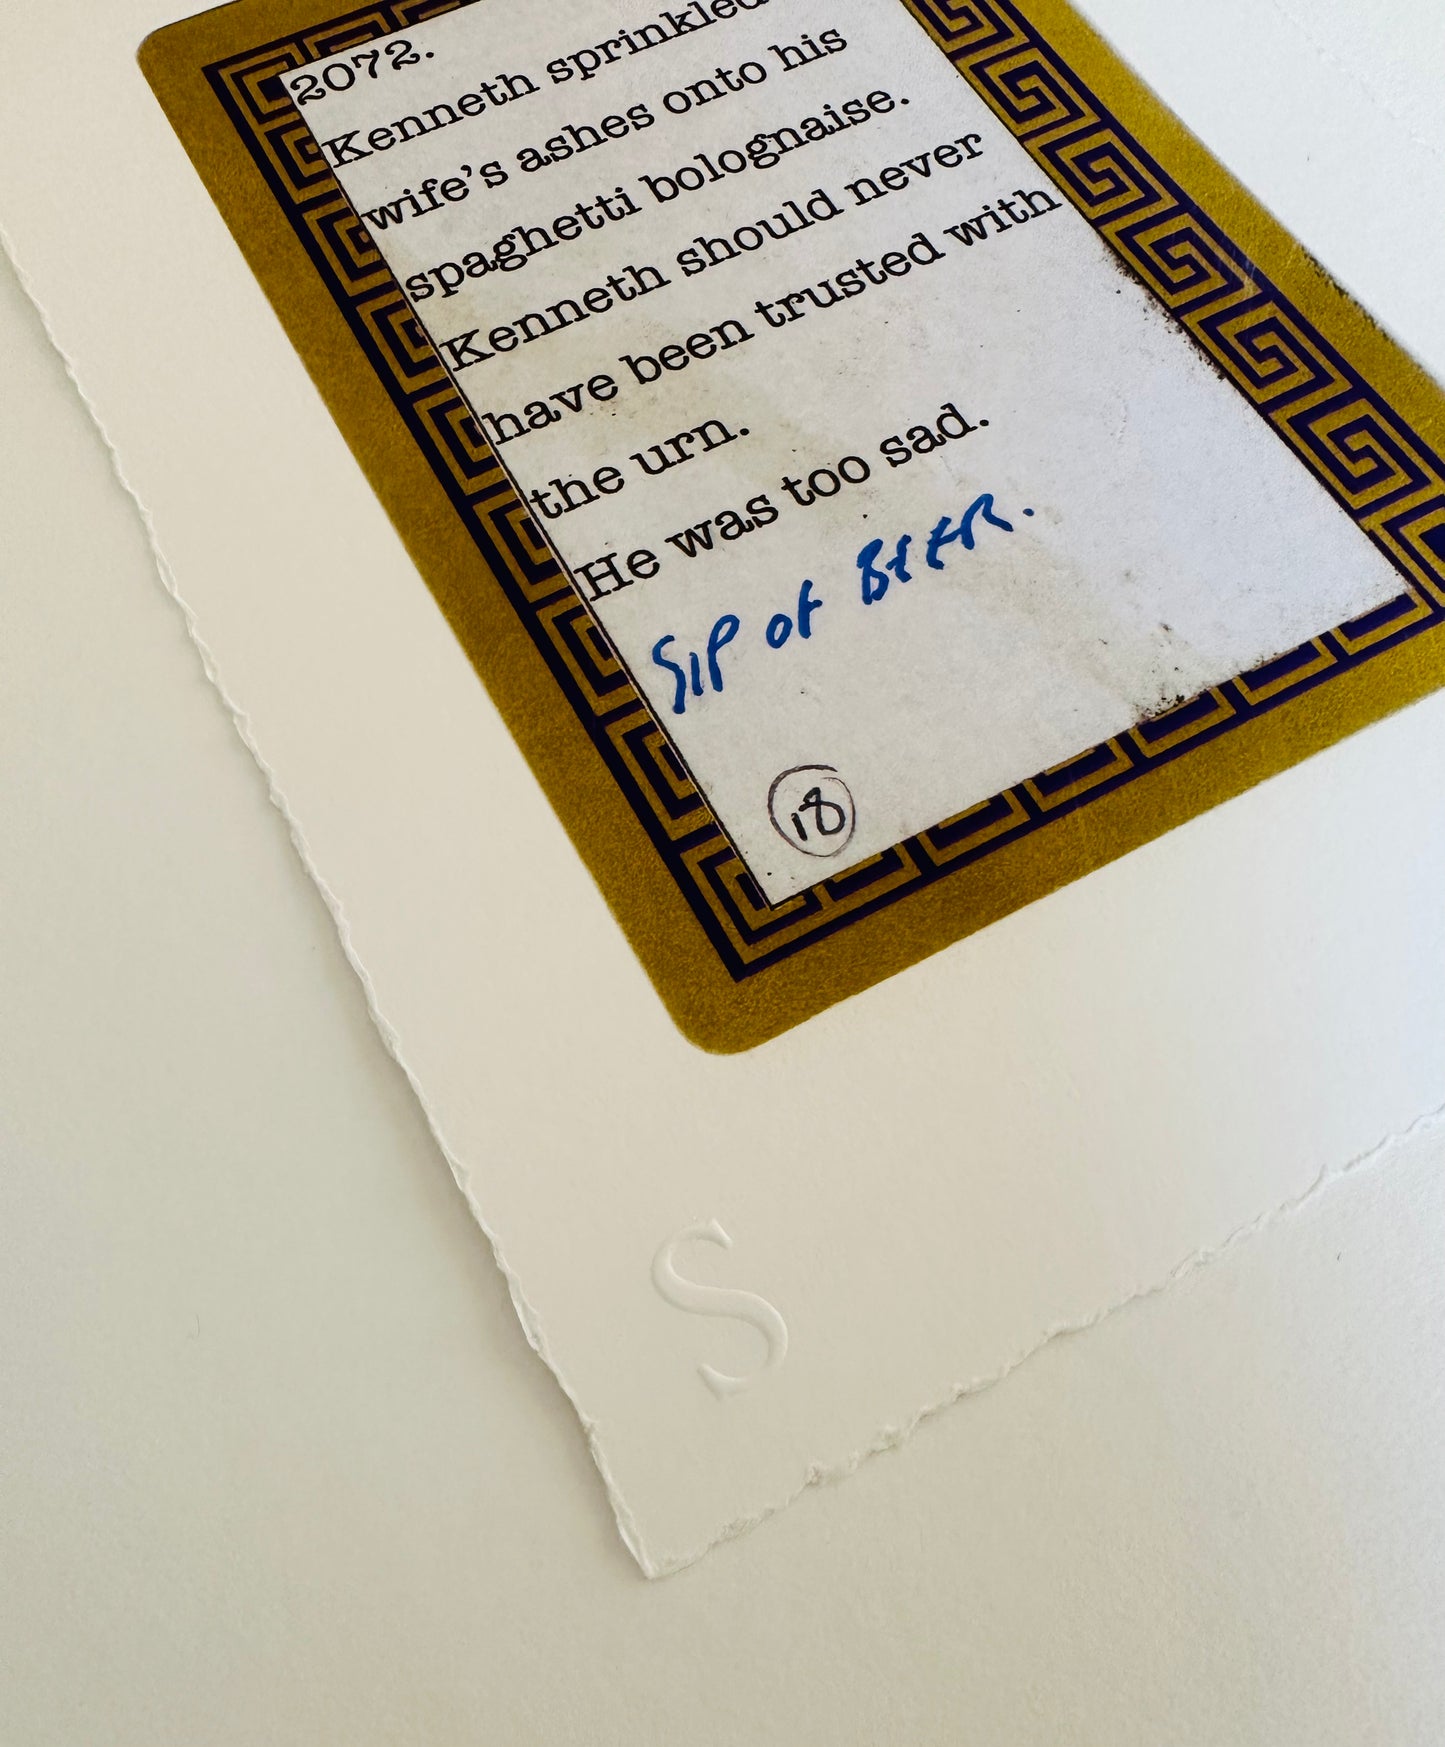 2072.
Kenneth sprinkled
wife's ashes onto his
spaghetti bolognaise.
Kenneth should never
have been trusted with
the urn.
He was too sad.
SIP OF BEER.
18
S